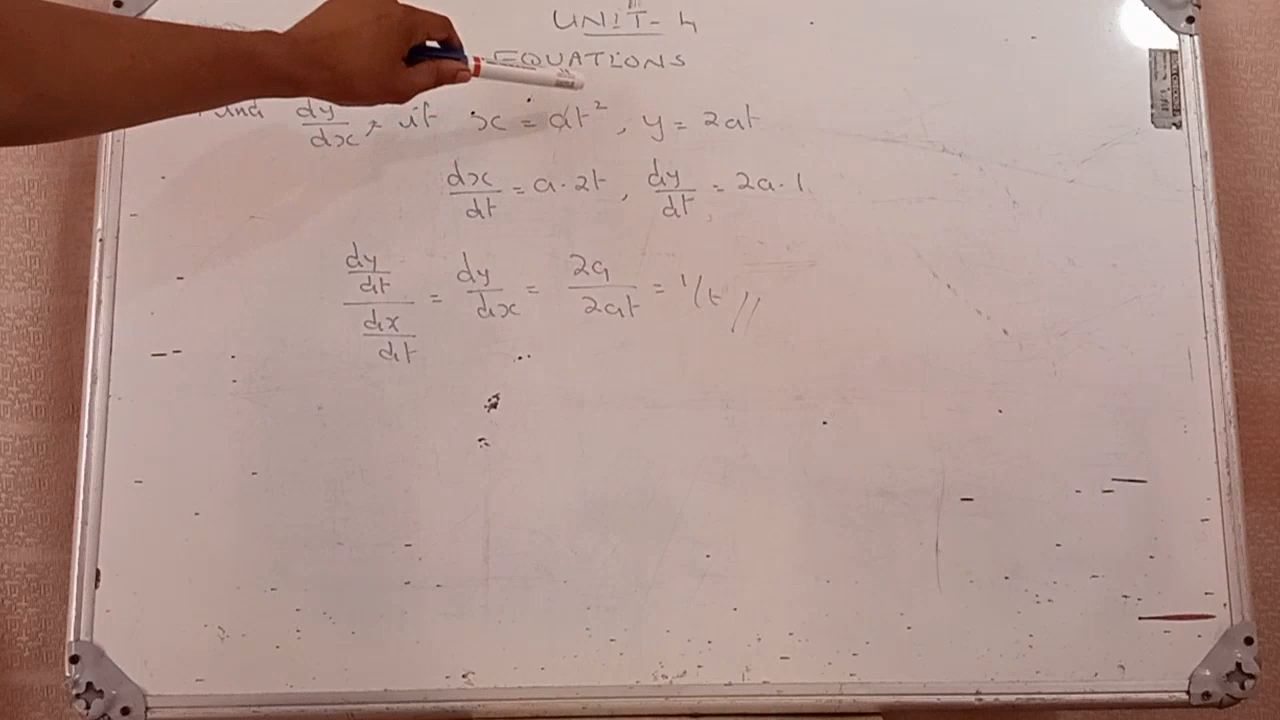 UNIT-4
EQUATIONS
Find dy/dx, if x = at², y = 2at
dx/dt = a·2t, dy/dt = 2a·1
(dy/dt)/(dx/dt) = dy/dx = 2a/2at = 1/t //